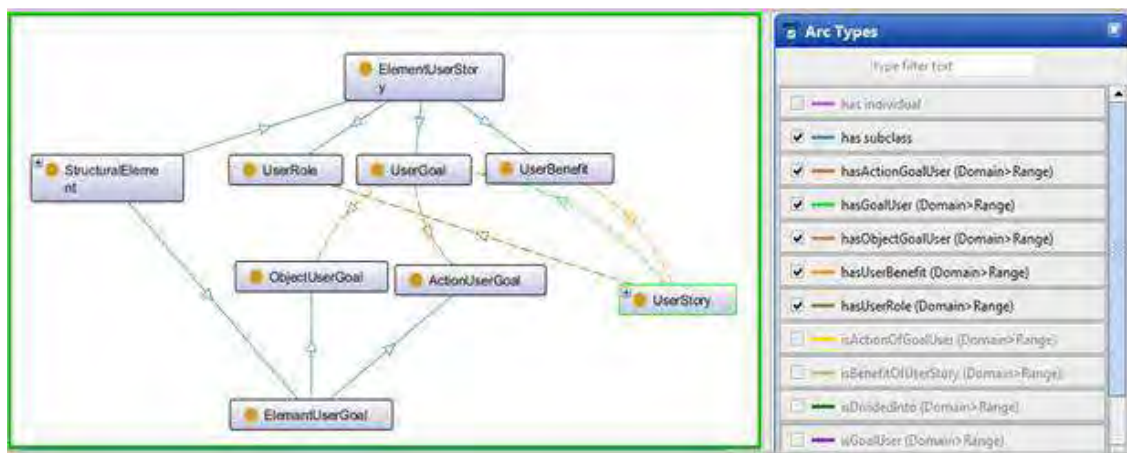 ElementUserStor
y
StructuralEleme
nt
UserRole
UserGoal
UserBenefit
ObjectUserGoal
ActionUserGoal
UserStory
ElemantUserGoal
Arc Types
type filter text
has individual
has subclass
hasActionGoalUser (Domain>Range)
hasGoalUser (Domain>Range)
hasObjectGoalUser (Domain>Range)
hasUserBenefit (Domain>Range)
hasUserRole (Domain>Range)
isActionOfGoalUser (Domain>Range)
isBenefitOfUserStory (Domain>Range)
isDividedInto (Domain>Range)
isGoalUser (Domain>Range)